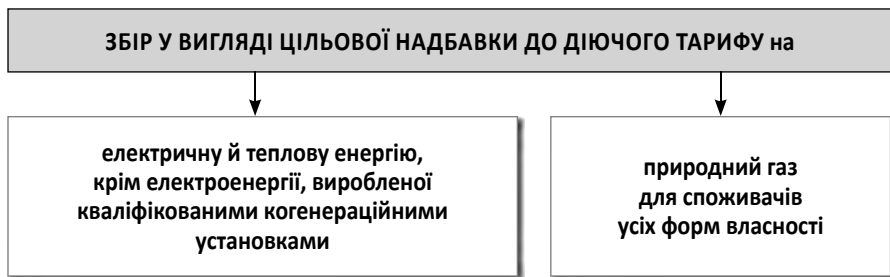 ЗБІР У ВИГЛЯДІ ЦІЛЬОВОЇ НАДБАВКИ ДО ДІЮЧОГО ТАРИФУ на
електричну й теплову енергію,
крім електроенергії, виробленої
кваліфікованими когенераційними
установками
природний газ
для споживачів
усіх форм власності